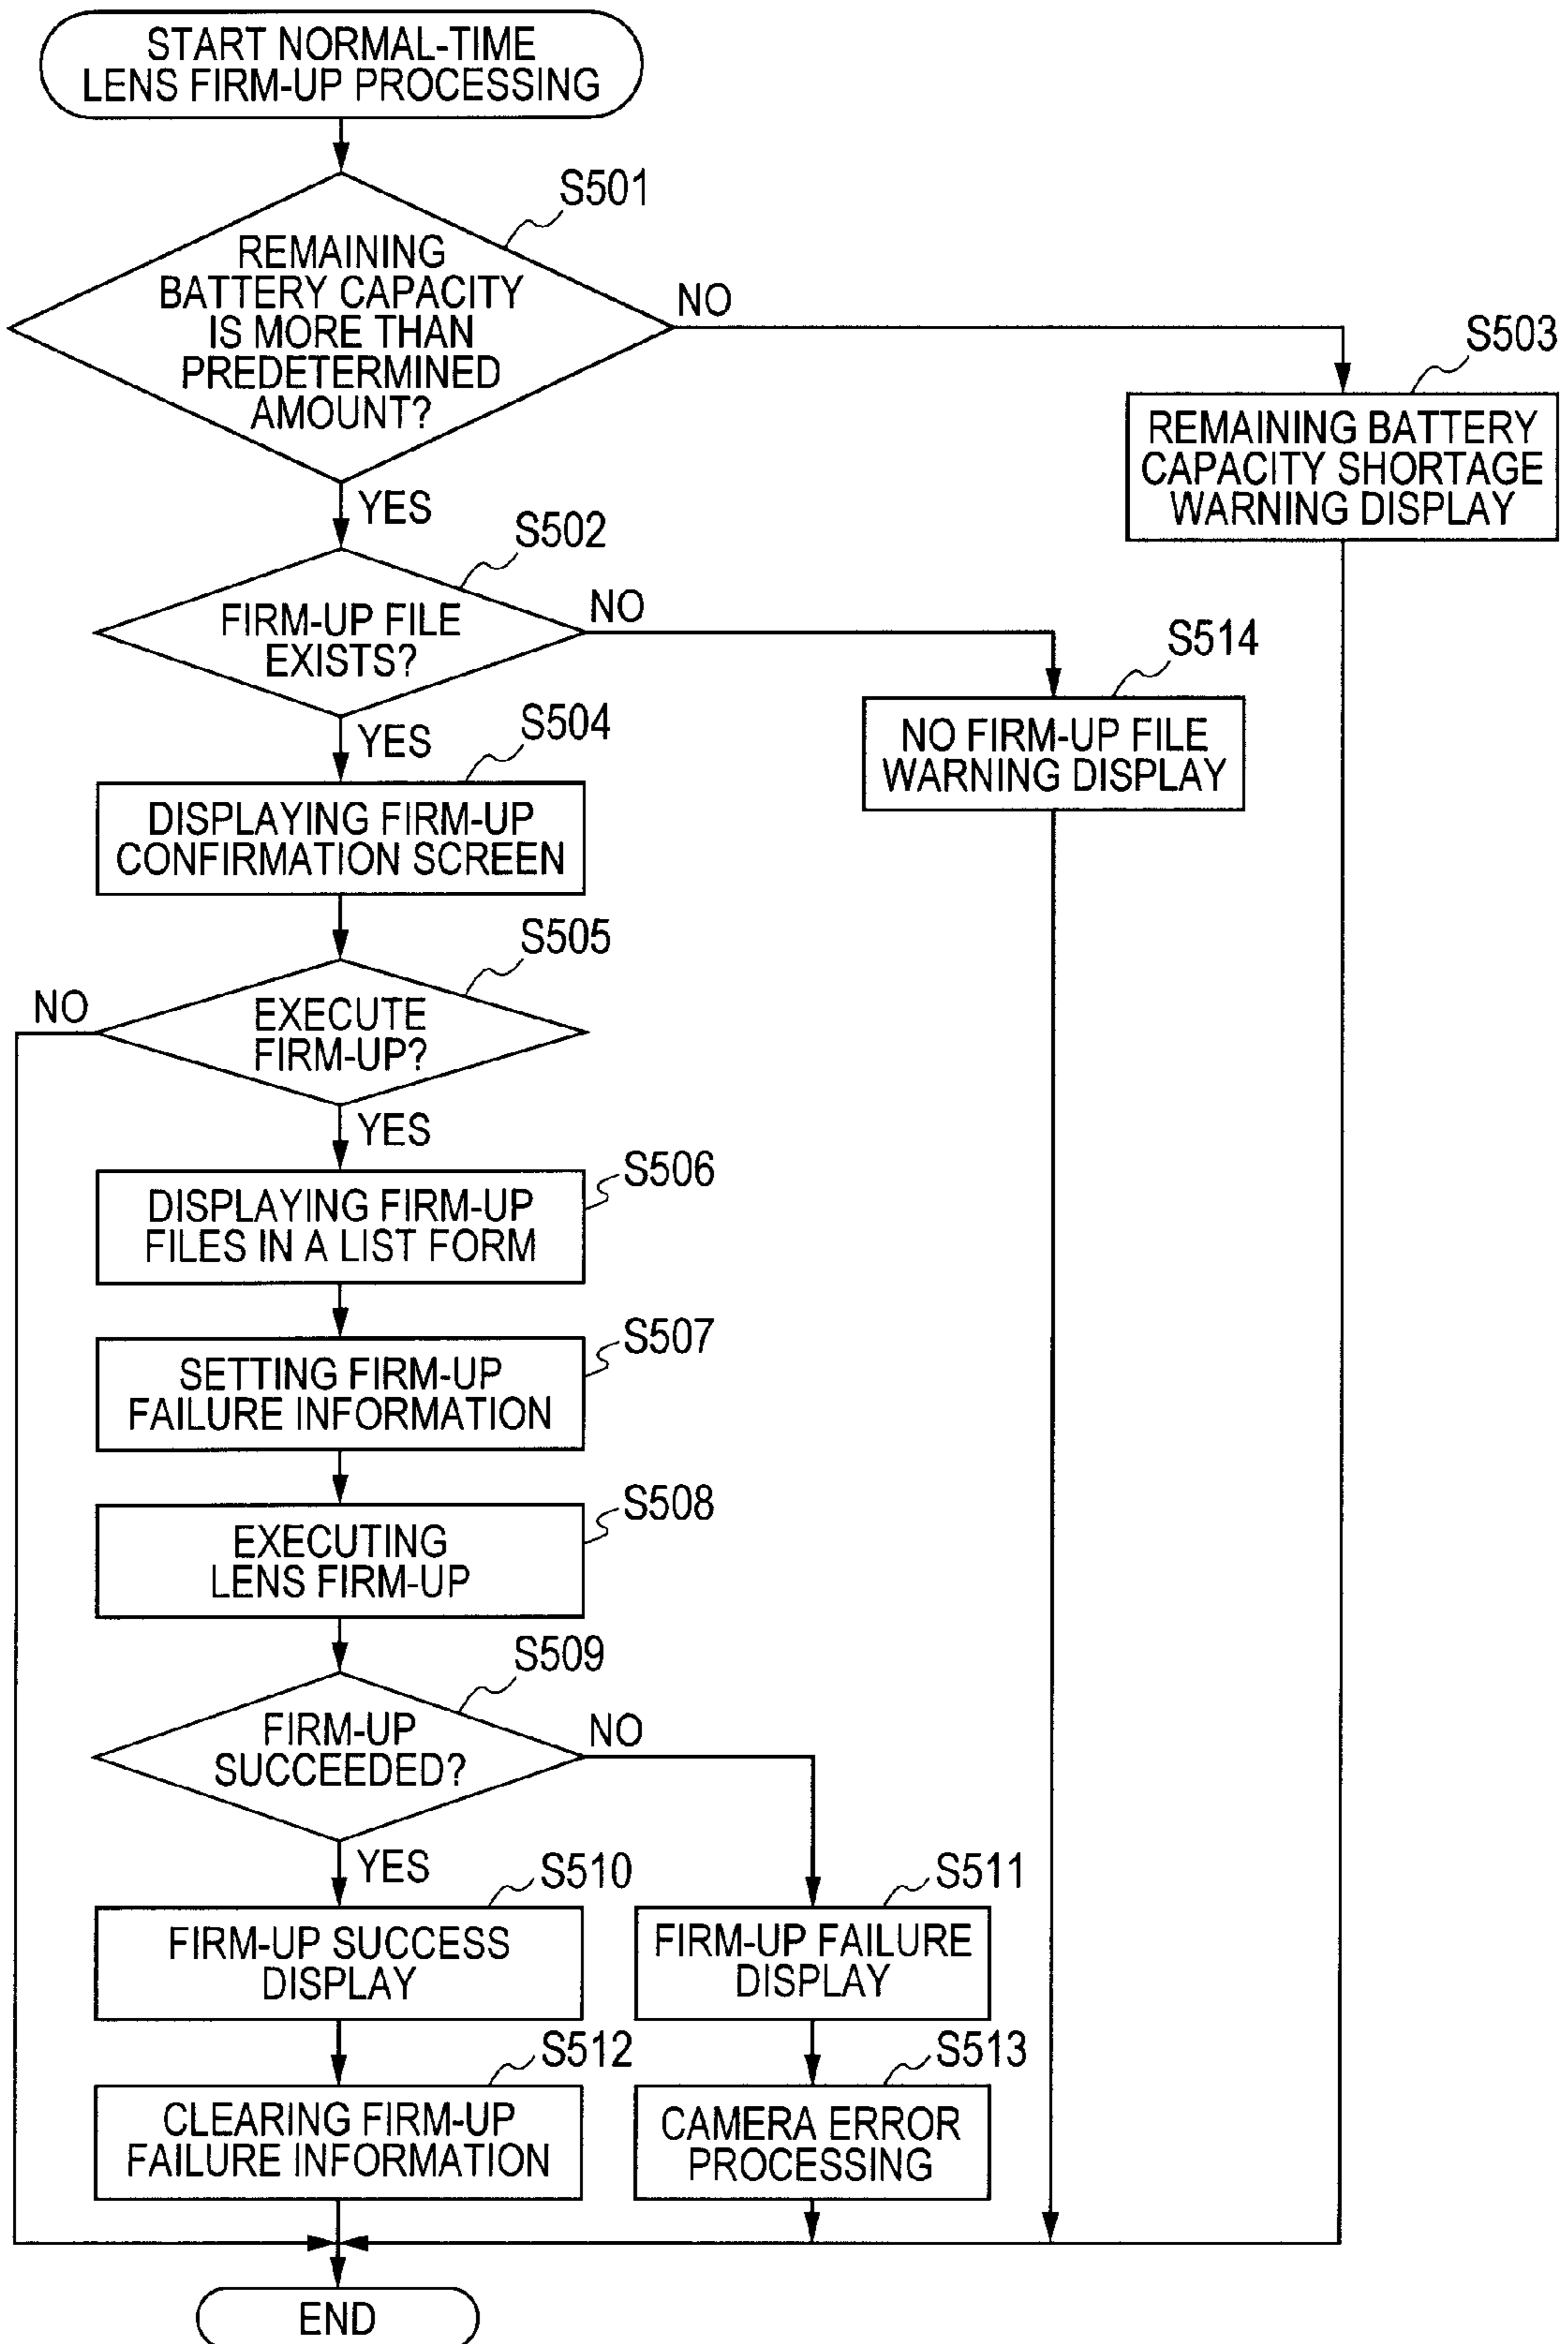 START NORMAL-TIME
LENS FIRM-UP PROCESSING
S501
REMAINING
BATTERY CAPACITY
IS MORE THAN
PREDETERMINED
AMOUNT?
NO
YES
S503
REMAINING BATTERY
CAPACITY SHORTAGE
WARNING DISPLAY
S502
FIRM-UP FILE
EXISTS?
NO
YES
S514
NO FIRM-UP FILE
WARNING DISPLAY
S504
DISPLAYING FIRM-UP
CONFIRMATION SCREEN
S505
EXECUTE
FIRM-UP?
NO
YES
S506
DISPLAYING FIRM-UP
FILES IN A LIST FORM
S507
SETTING FIRM-UP
FAILURE INFORMATION
S508
EXECUTING
LENS FIRM-UP
S509
FIRM-UP
SUCCEEDED?
NO
YES
S510
FIRM-UP SUCCESS
DISPLAY
S511
FIRM-UP FAILURE
DISPLAY
S512
CLEARING FIRM-UP
FAILURE INFORMATION
S513
CAMERA ERROR
PROCESSING
END